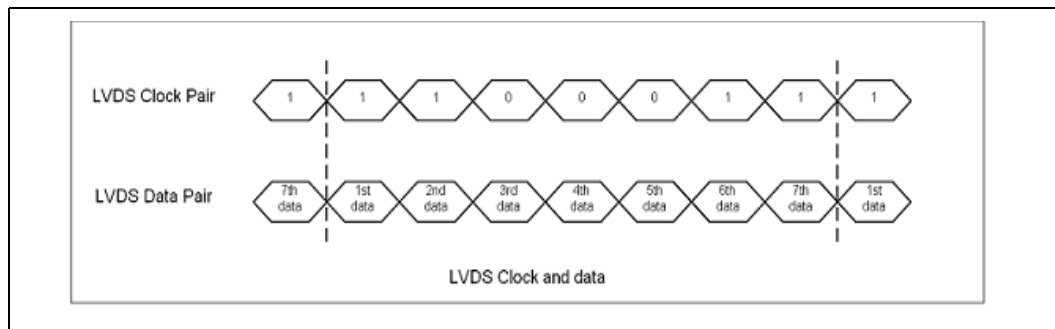 LVDS Clock Pair 1 1 1 0 0 0 1 1 1
LVDS Data Pair 7th data 1st data 2nd data 3rd data 4th data 5th data 6th data 7th data 1st data
LVDS Clock and data